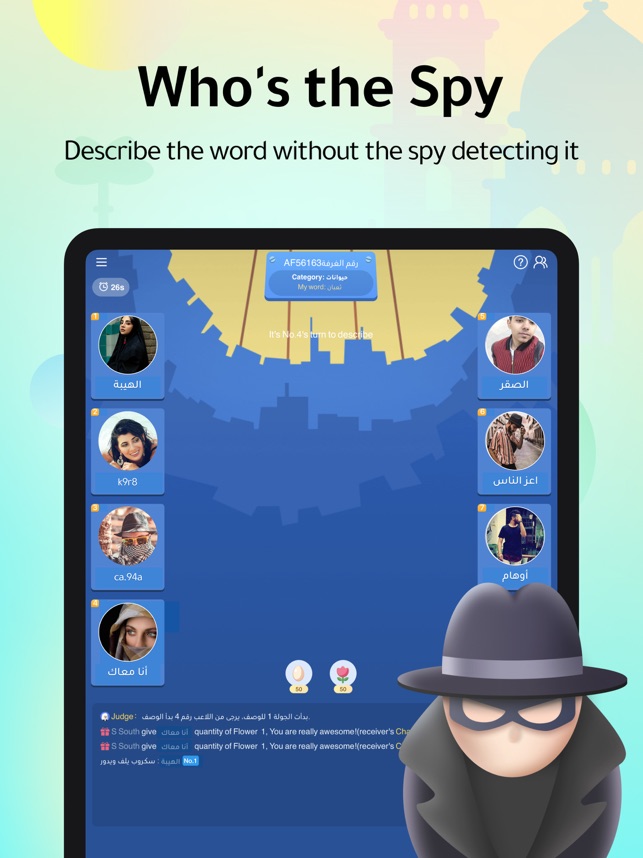 Who's the Spy
Describe the word without the spy detecting it
رقم الغرفةAF56163
Category: حيوانات
My word: ثعبان
26s
It's No.4's turn to describe
1
الهيبة
5
الصقر
2
k9r8
6
اعز الناس
3
ca.94a
7
أوهام
4
أنا معاك
50
50
Judge: بدأت الجولة 1 للوصف، يرجى من اللاعب رقم 4 بدأ الوصف.
S South give أنا معاك quantity of Flower 1, You are really awesome!(receiver's
S South give أنا معاك quantity of Flower 1, You are really awesome!(receiver's
No.1 الهيبة : سكروب يلف ويدور